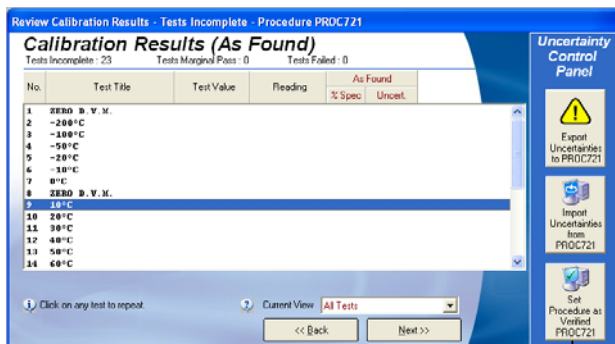 Review Calibration Results - Tests Incomplete - Procedure PROC721
Calibration Results (As Found)
Tests Incomplete : 23 Tests Marginal Pass : 0 Tests Failed : 0
No. Test Title Test Value Reading As Found
% Spec Uncert.
1 ZERO D.V.M.
2 -200°C
3 -100°C
4 -50°C
5 -20°C
6 -10°C
7 0°C
8 ZERO D.V.M.
9 10°C
10 20°C
11 30°C
12 40°C
13 50°C
14 60°C
Click on any test to repeat.
Current View All Tests
<< Back Next >>
Uncertainty
Control
Panel
Export
Uncertainties
to PROC721
Import
Uncertainties
from
PROC721
Set
Procedure as
Verified
PROC721